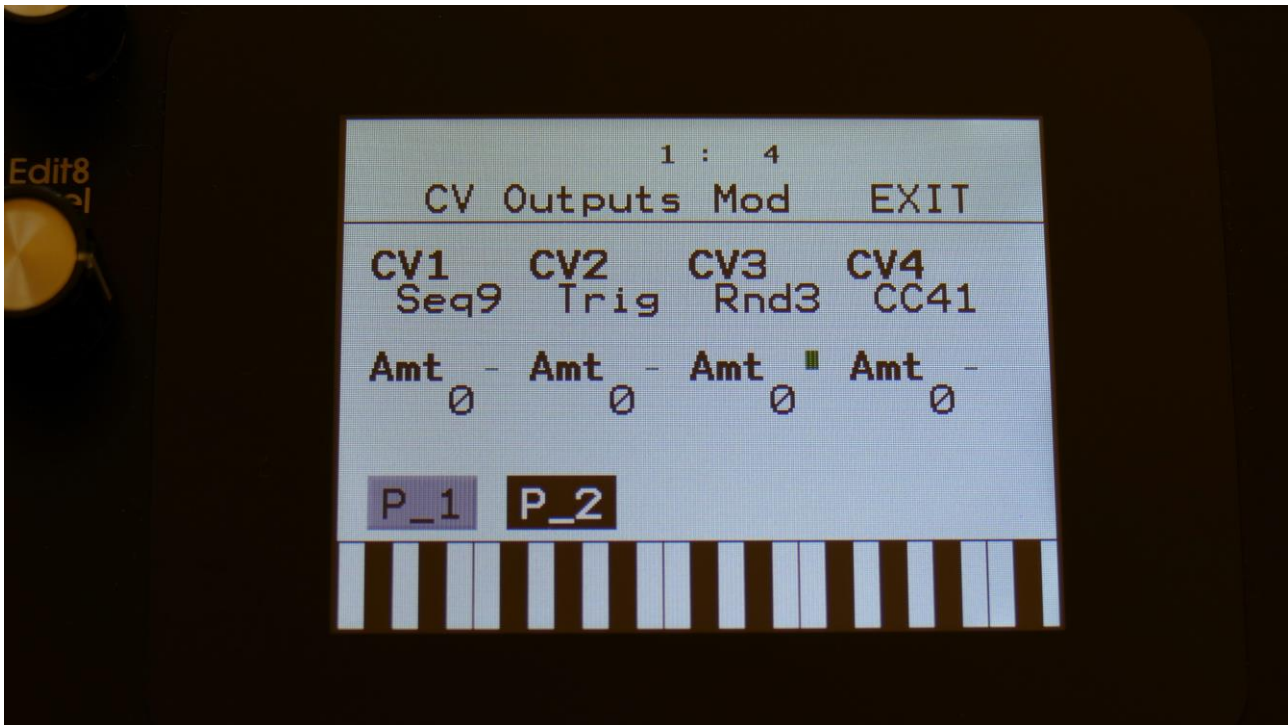 1 : 4
Edit8
CV Outputs Mod EXIT
CV1 CV2 CV3 CV4
Seq9 Trig Rnd3 CC41
Amt - Amt - Amt Amt -
0 0 0 0
P_1 P_2